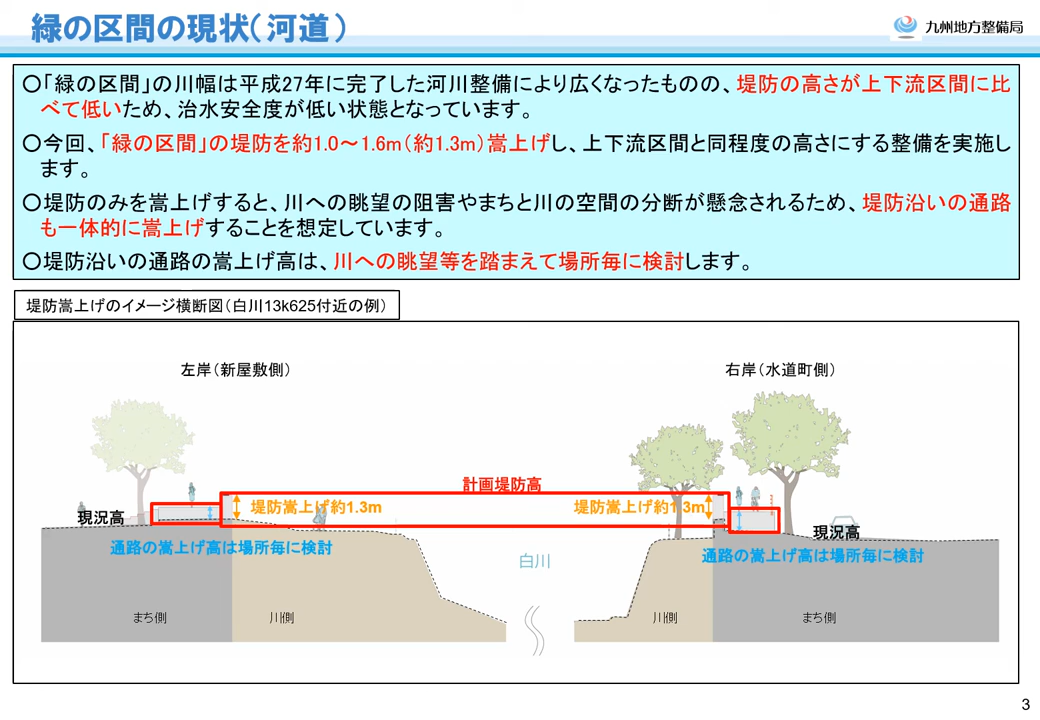 緑の区間の現状(河道)
九州地方整備局
〇「緑の区間」の川幅は平成27年に完了した河川整備により広くなったものの、堤防の高さが上下流区間に比
べて低いため、治水安全度が低い状態となっています。
〇今回、「緑の区間」の堤防を約1.0～1.6m(約1.3m)嵩上げし、上下流区間と同程度の高さにする整備を実施し
ます。
〇堤防のみを嵩上げすると、川への眺望の阻害やまちと川の空間の分断が懸念されるため、堤防沿いの通路
も一体的に嵩上げすることを想定しています。
〇堤防沿いの通路の嵩上げ高は、川への眺望等を踏まえて場所毎に検討します。
堤防嵩上げのイメージ横断図(白川13k625付近の例)
左岸(新屋敷側)
右岸(水道町側)
計画堤防高
堤防嵩上げ約1.3m
堤防嵩上げ約1.3m
現況高
現況高
通路の嵩上げ高は場所毎に検討
通路の嵩上げ高は場所毎に検討
白川
まち側
川側
川側
まち側
3